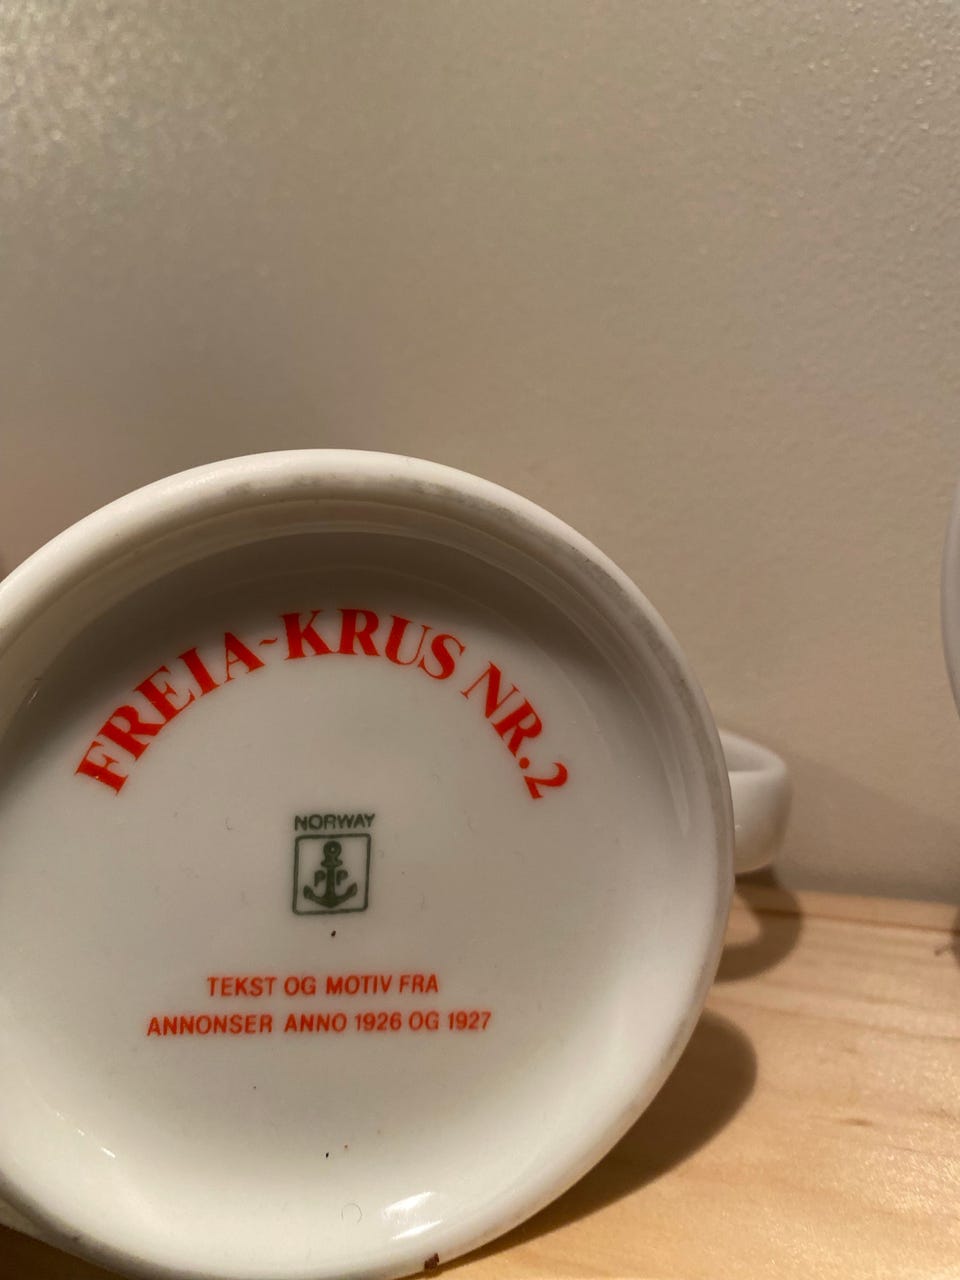 FREIA~KRUS NR.2
NORWAY
P P
TEKST OG MOTIV FRA
ANNONSER ANNO 1926 OG 1927